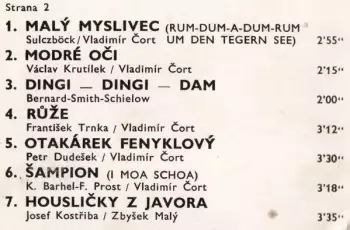 Strana 2
1. MALÝ MYSLIVEC (RUM-DUM-A-DUM-RUM
Sulczböck/Vladimír Čort UM DEN TEGERN SEE) 2'55"
2. MODRÉ OČI
Václav Krutílek / Vladimír Čort 2'15"
3. DINGI — DINGI — DAM
Bernard-Smith-Schielow 2'00"
4. RŮŽE
František Trnka / Vladimír Čort 3'12"
5. OTAKÁREK FENYKLOVÝ
Petr Dudešek / Vladimír Čort 3'30"
6. ŠAMPION (I MOA SCHOA)
K. Barhel-F. Prost / Vladimír Čort 3'18"
7. HOUSLIČKY Z JAVORA
Josef Kostřiba / Zbyšek Malý 3'35"